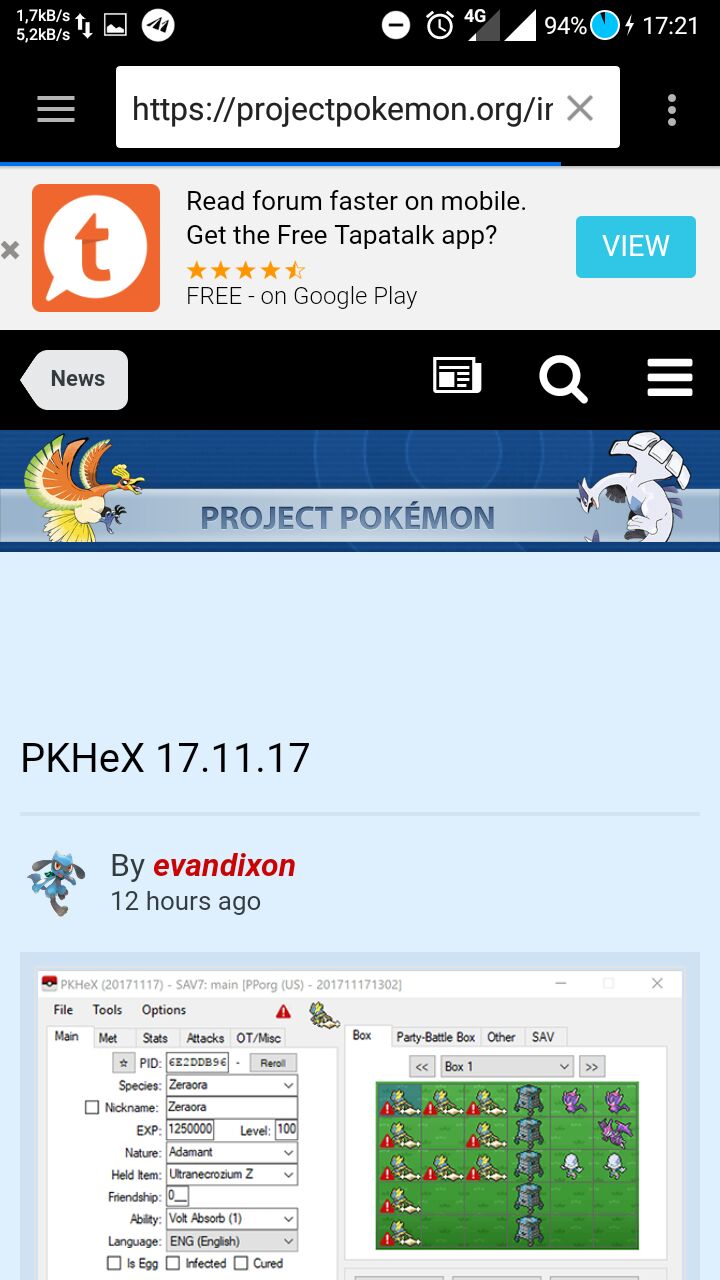 1,7kB/s
5,2kB/s
4G
94%
17:21
https://projectpokemon.org/ir
Read forum faster on mobile.
Get the Free Tapatalk app?
FREE - on Google Play
VIEW
t
News
PROJECT POKÉMON
PKHeX 17.11.17
By evandixon
12 hours ago
PKHeX (20171117) - SAV7: main [PPorg (US) - 201711171302]
File Tools Options
Main Met Stats Attacks OT/Misc
PID: 6E2DDB96 - Reroll
Species: Zeraora
Nickname: Zeraora
EXP: 1250000 Level: 100
Nature: Adamant
Held Item: Ultranecrozium Z
Friendship: 0__
Ability: Volt Absorb (1)
Language: ENG (English)
Is Egg Infected Cured
Box Party-Battle Box Other SAV
<< Box 1 >>